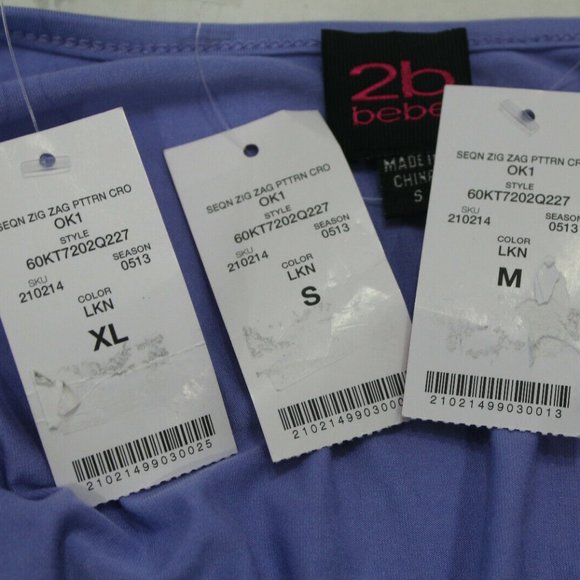 2b
bebe
MADE IN
CHINA
S
SEQN ZIG ZAG PTTRN CRO
OK1
STYLE
60KT7202Q227
SKU
210214
SEASON
0513
COLOR
LKN
XL
21021499030025
SEQN ZIG ZAG PTTRN CRO
OK1
STYLE
60KT7202Q227
SKU
210214
SEASON
0513
COLOR
LKN
S
210214990300
SEQN ZIG ZAG PTTRN CRO
OK1
STYLE
60KT7202Q227
SKU
210214
SEASON
0513
COLOR
LKN
M
21021499030013